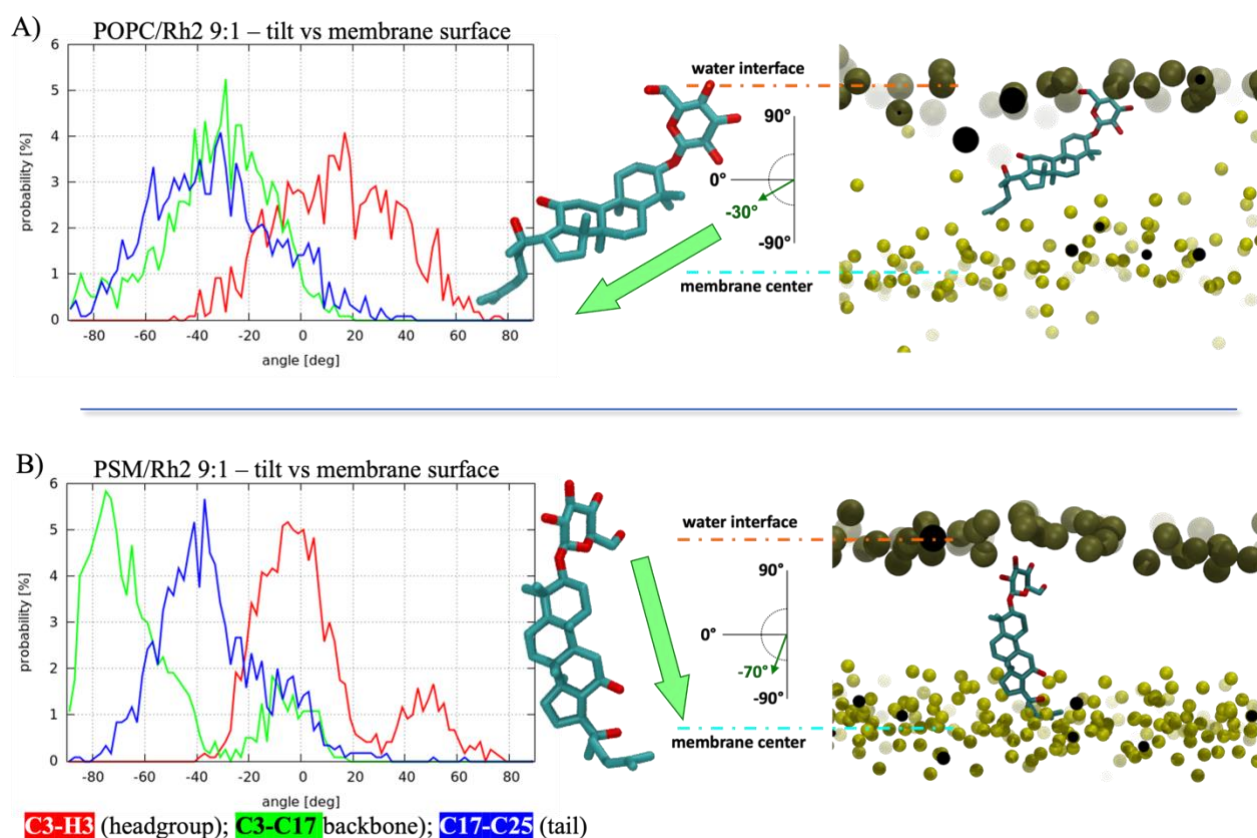 A)
POPC/Rh2 9:1 – tilt vs membrane surface
6
5
4
3
2
1
0
probability [%]
-80 -60 -40 -20 0 20 40 60 80
angle [deg]
water interface
90°
0°
-30°
-90°
membrane center
B)
PSM/Rh2 9:1 – tilt vs membrane surface
6
5
4
3
2
1
0
probability [%]
-80 -60 -40 -20 0 20 40 60 80
angle [deg]
water interface
90°
0°
-70°
-90°
membrane center
C3-H3 (headgroup); C3-C17 backbone); C17-C25 (tail)